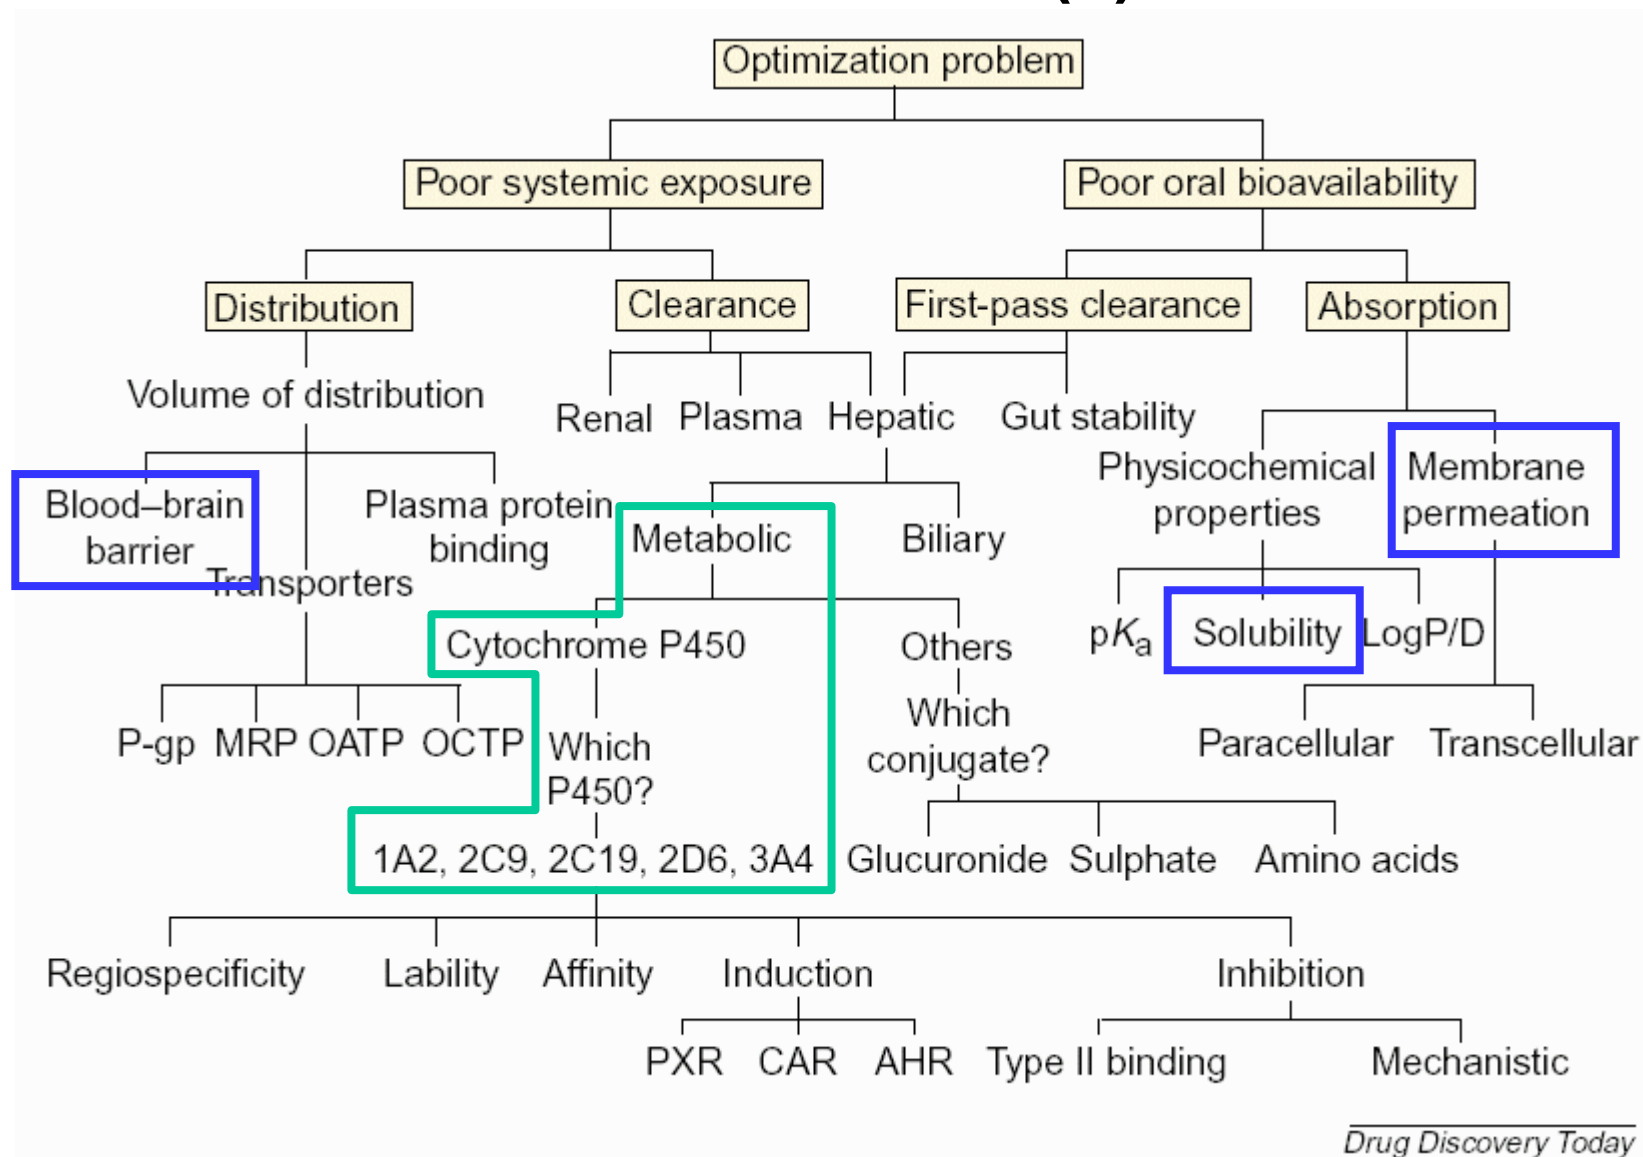 Optimization problem
Poor systemic exposure
Poor oral bioavailability
Distribution
Clearance
First-pass clearance
Absorption
Volume of distribution
Renal
Plasma
Hepatic
Gut stability
Physicochemical
properties
Membrane
permeation
Blood–brain
barrier
Plasma protein
binding
Transporters
Metabolic
Biliary
pKa
Solubility
LogP/D
Cytochrome P450
Others
P-gp
MRP
OATP
OCTP
Which
P450?
Which
conjugate?
Paracellular
Transcellular
1A2, 2C9, 2C19, 2D6, 3A4
Glucuronide
Sulphate
Amino acids
Regiospecificity
Lability
Affinity
Induction
Inhibition
PXR
CAR
AHR
Type II binding
Mechanistic
Drug Discovery Today